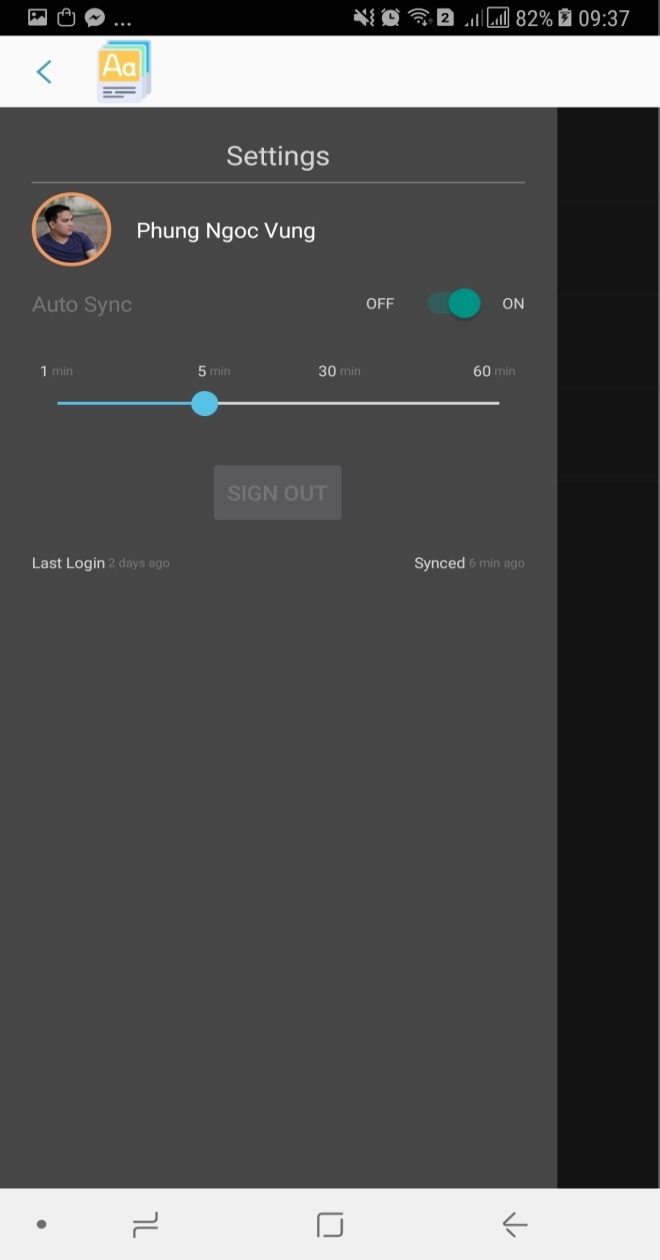 ... 2 82% 09:37
Aa
Settings
Phung Ngoc Vung
Auto Sync OFF ON
1 min 5 min 30 min 60 min
SIGN OUT
Last Login 2 days ago Synced 6 min ago